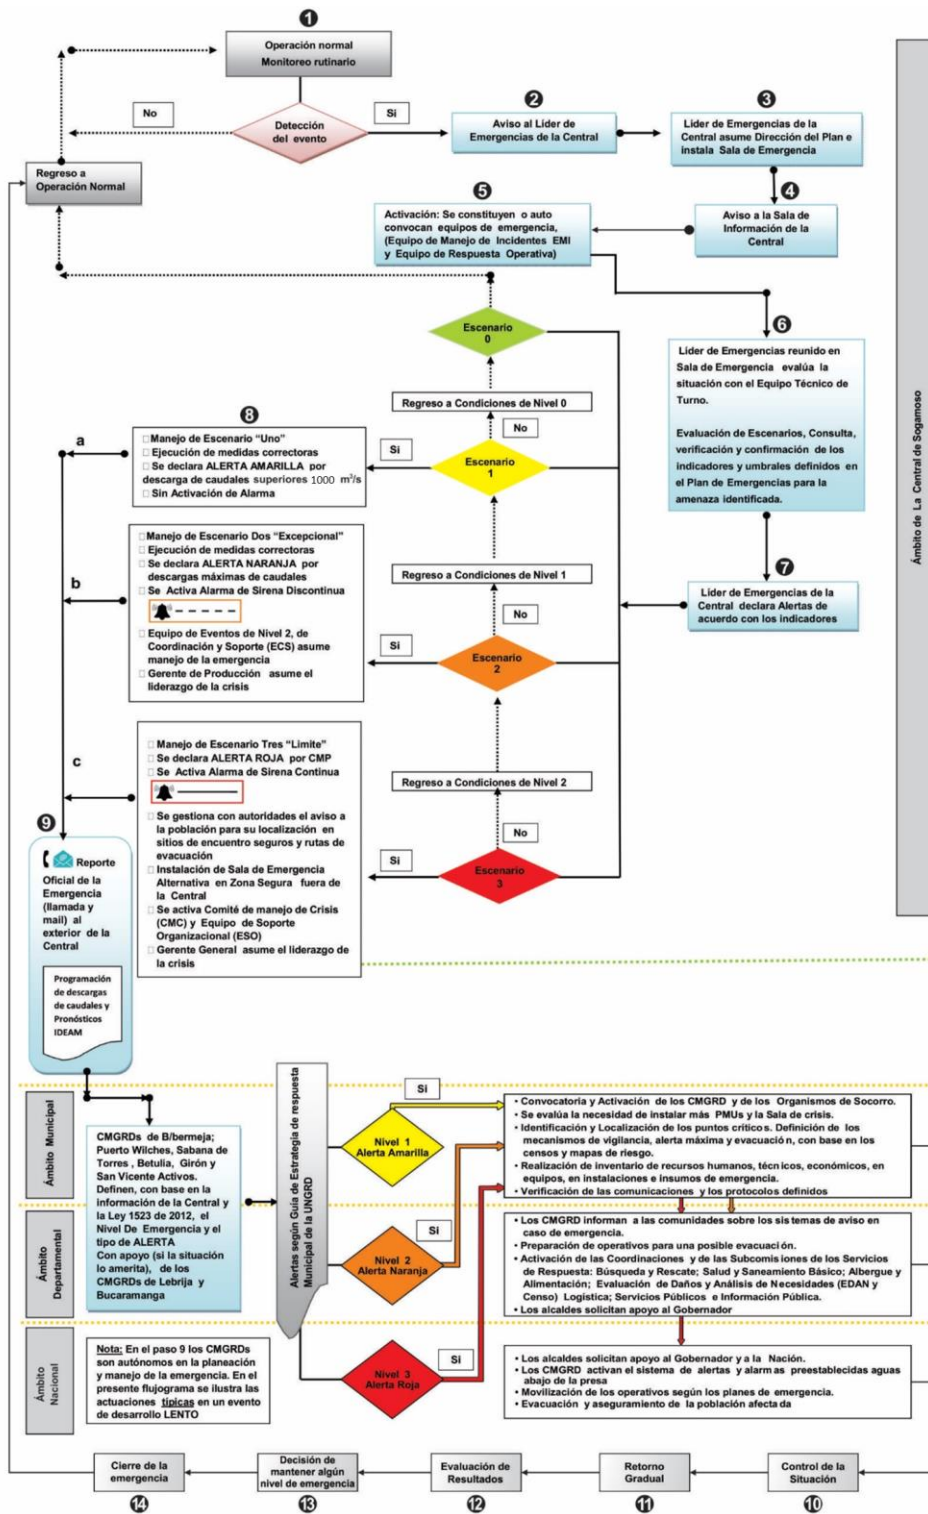 1
Operación normal
Monitoreo rutinario
No
Detección
del evento
Si
2
Aviso al Líder de
Emergencias de la Central
3
Líder de Emergencias de la
Central asume Dirección del Plan e
instala Sala de Emergencia
Regreso a
Operación Normal
4
Aviso a la Sala de
Información de la
Central
5
Activación: Se constituyen o auto
convocan equipos de emergencia,
(Equipo de Manejo de Incidentes EMI
y Equipo de Respuesta Operativa)
6
Líder de Emergencias reunido en
Sala de Emergencia evalúa la
situación con el Equipo Técnico de
Turno.
Evaluación de Escenarios, Consulta,
verificación y confirmación de los
indicadores y umbrales definidos en
el Plan de Emergencias para la
amenaza identificada.
7
Líder de Emergencias de la
Central declara Alertas de
acuerdo con los indicadores
Ámbito de La Central de Sogamoso
Escenario
0
Regreso a Condiciones de Nivel 0
No
Escenario
1
Si
8
a
Manejo de Escenario “Uno”
Ejecución de medidas correctoras
Se declara ALERTA AMARILLA por
descarga de caudales superiores 1000 m³/s
Sin Activación de Alarma
Regreso a Condiciones de Nivel 1
No
Escenario
2
Si
b
Manejo de Escenario Dos “Excepcional”
Ejecución de medidas correctoras
Se declara ALERTA NARANJA por
descargas máximas de caudales
Se Activa Alarma de Sirena Discontinua
Equipo de Eventos de Nivel 2, de
Coordinación y Soporte (ECS) asume
manejo de la emergencia
Gerente de Producción asume el
liderazgo de la crisis
Regreso a Condiciones de Nivel 2
No
Escenario
3
Si
c
Manejo de Escenario Tres “Limite”
Se declara ALERTA ROJA por CMP
Se Activa Alarma de Sirena Continua
Se gestiona con autoridades el aviso a
la población para su localización en
sitios de encuentro seguros y rutas de
evacuación
Instalación de Sala de Emergencia
Alternativa en Zona Segura fuera de
la Central
Se activa Comité de manejo de Crisis
(CMC) y Equipo de Soporte
Organizacional (ESO)
Gerente General asume el liderazgo de
la crisis
9
Reporte
Oficial de la
Emergencia
(llamada y
mail) al
exterior de la
Central
Programación
de descargas
de caudales y
Pronósticos
IDEAM
Ámbito Municipal
Ámbito
Departamental
Ámbito
Nacional
CMGRDs de B/bermeja;
Puerto Wilches, Sabana de
Torres , Betulia, Girón y
San Vicente Activos.
Definen, con base en la
información de la Central y
la Ley 1523 de 2012, el
Nivel De Emergencia y el
tipo de ALERTA
Con apoyo (si la situación
lo amerita), de los
CMGRDs de Lebrija y
Bucaramanga
Alertas según Guía de Estrategia de respuesta
Municipal de la UNGRD
Si
Nivel 1
Alerta Amarilla
Si
Nivel 2
Alerta Naranja
Si
Nivel 3
Alerta Roja
• Convocatoria y Activación de los CMGRD y de los Organismos de Socorro.
• Se evalúa la necesidad de instalar más PMUs y la Sala de crisis.
• Identificación y Localización de los puntos críticos. Definición de los
mecanismos de vigilancia, alerta máxima y evacuación, con base en los
censos y mapas de riesgo.
• Realización de inventario de recursos humanos, técnicos, económicos, en
equipos, en instalaciones e insumos de emergencia.
• Verificación de las comunicaciones y los protocolos definidos
• Los CMGRD informan a las comunidades sobre los sistemas de aviso en
caso de emergencia.
• Preparación de operativos para una posible evacuación.
• Activación de las Coordinaciones y de las Subcomisiones de los Servicios
de Respuesta: Búsqueda y Rescate; Salud y Saneamiento Básico; Albergue y
Alimentación; Evaluación de Daños y Análisis de Necesidades (EDAN y
Censo) Logística; Servicios Públicos e Información Pública.
• Los alcaldes solicitan apoyo al Gobernador
• Los alcaldes solicitan apoyo al Gobernador y a la Nación.
• Los CMGRD activan el sistema de alertas y alarmas preestablecidas aguas
abajo de la presa
• Movilización de los operativos según los planes de emergencia.
• Evacuación y aseguramiento de la población afectada
Nota: En el paso 9 los CMGRDs
son autónomos en la planeación
y manejo de la emergencia. En el
presente flujograma se ilustra las
actuaciones típicas en un evento
de desarrollo LENTO
Cierre de la
emergencia
14
Decisión de
mantener algún
nivel de emergencia
13
Evaluación de
Resultados
12
Retorno
Gradual
11
Control de la
Situación
10